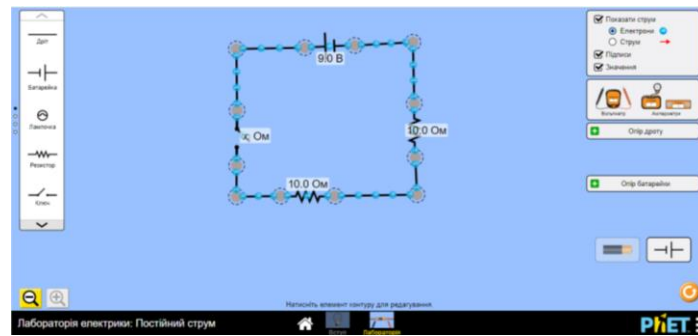 Дріт
Батарейка
Лампочка
Резистор
Ключ
9.0 В
∞ Ом
10.0 Ом
10.0 Ом
Показати струм
Електрони
Струм
Підписи
Значення
Вольтметр
Амперметри
Опір дроту
Опір батарейки
Натисніть елемент контуру для редагування.
Лабораторія електрики: Постійний струм
Вступ
Лабораторія
PhET